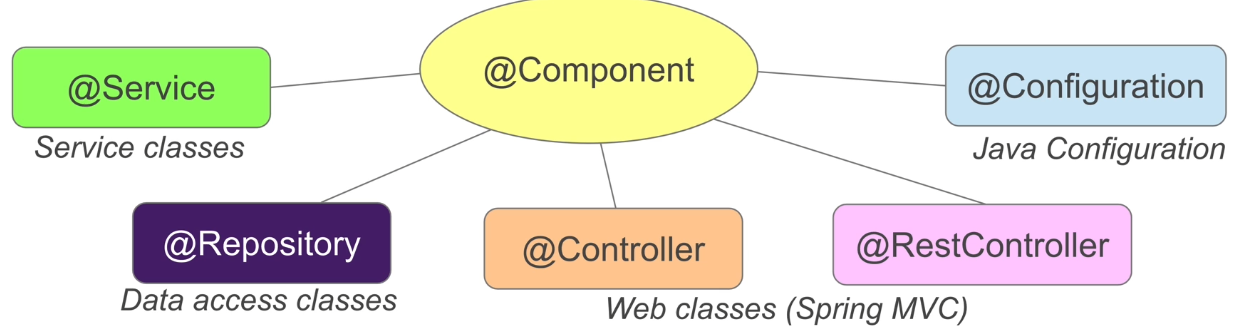 @Component
@Service
@Configuration
Service classes
Java Configuration
@Repository
@Controller
@RestController
Data access classes
Web classes (Spring MVC)